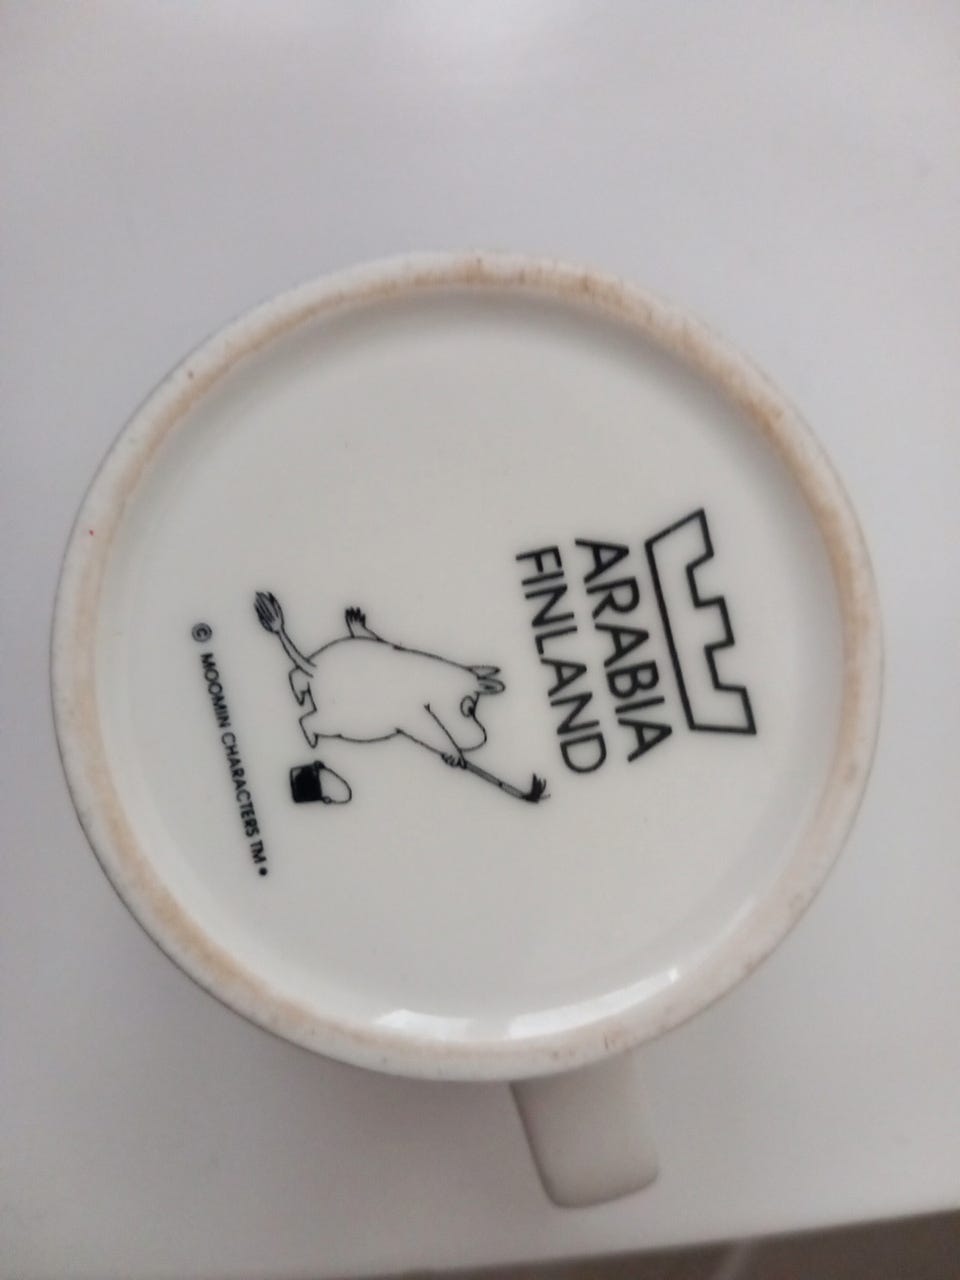 ARABIA
FINLAND
© MOOMIN CHARACTERS TM •